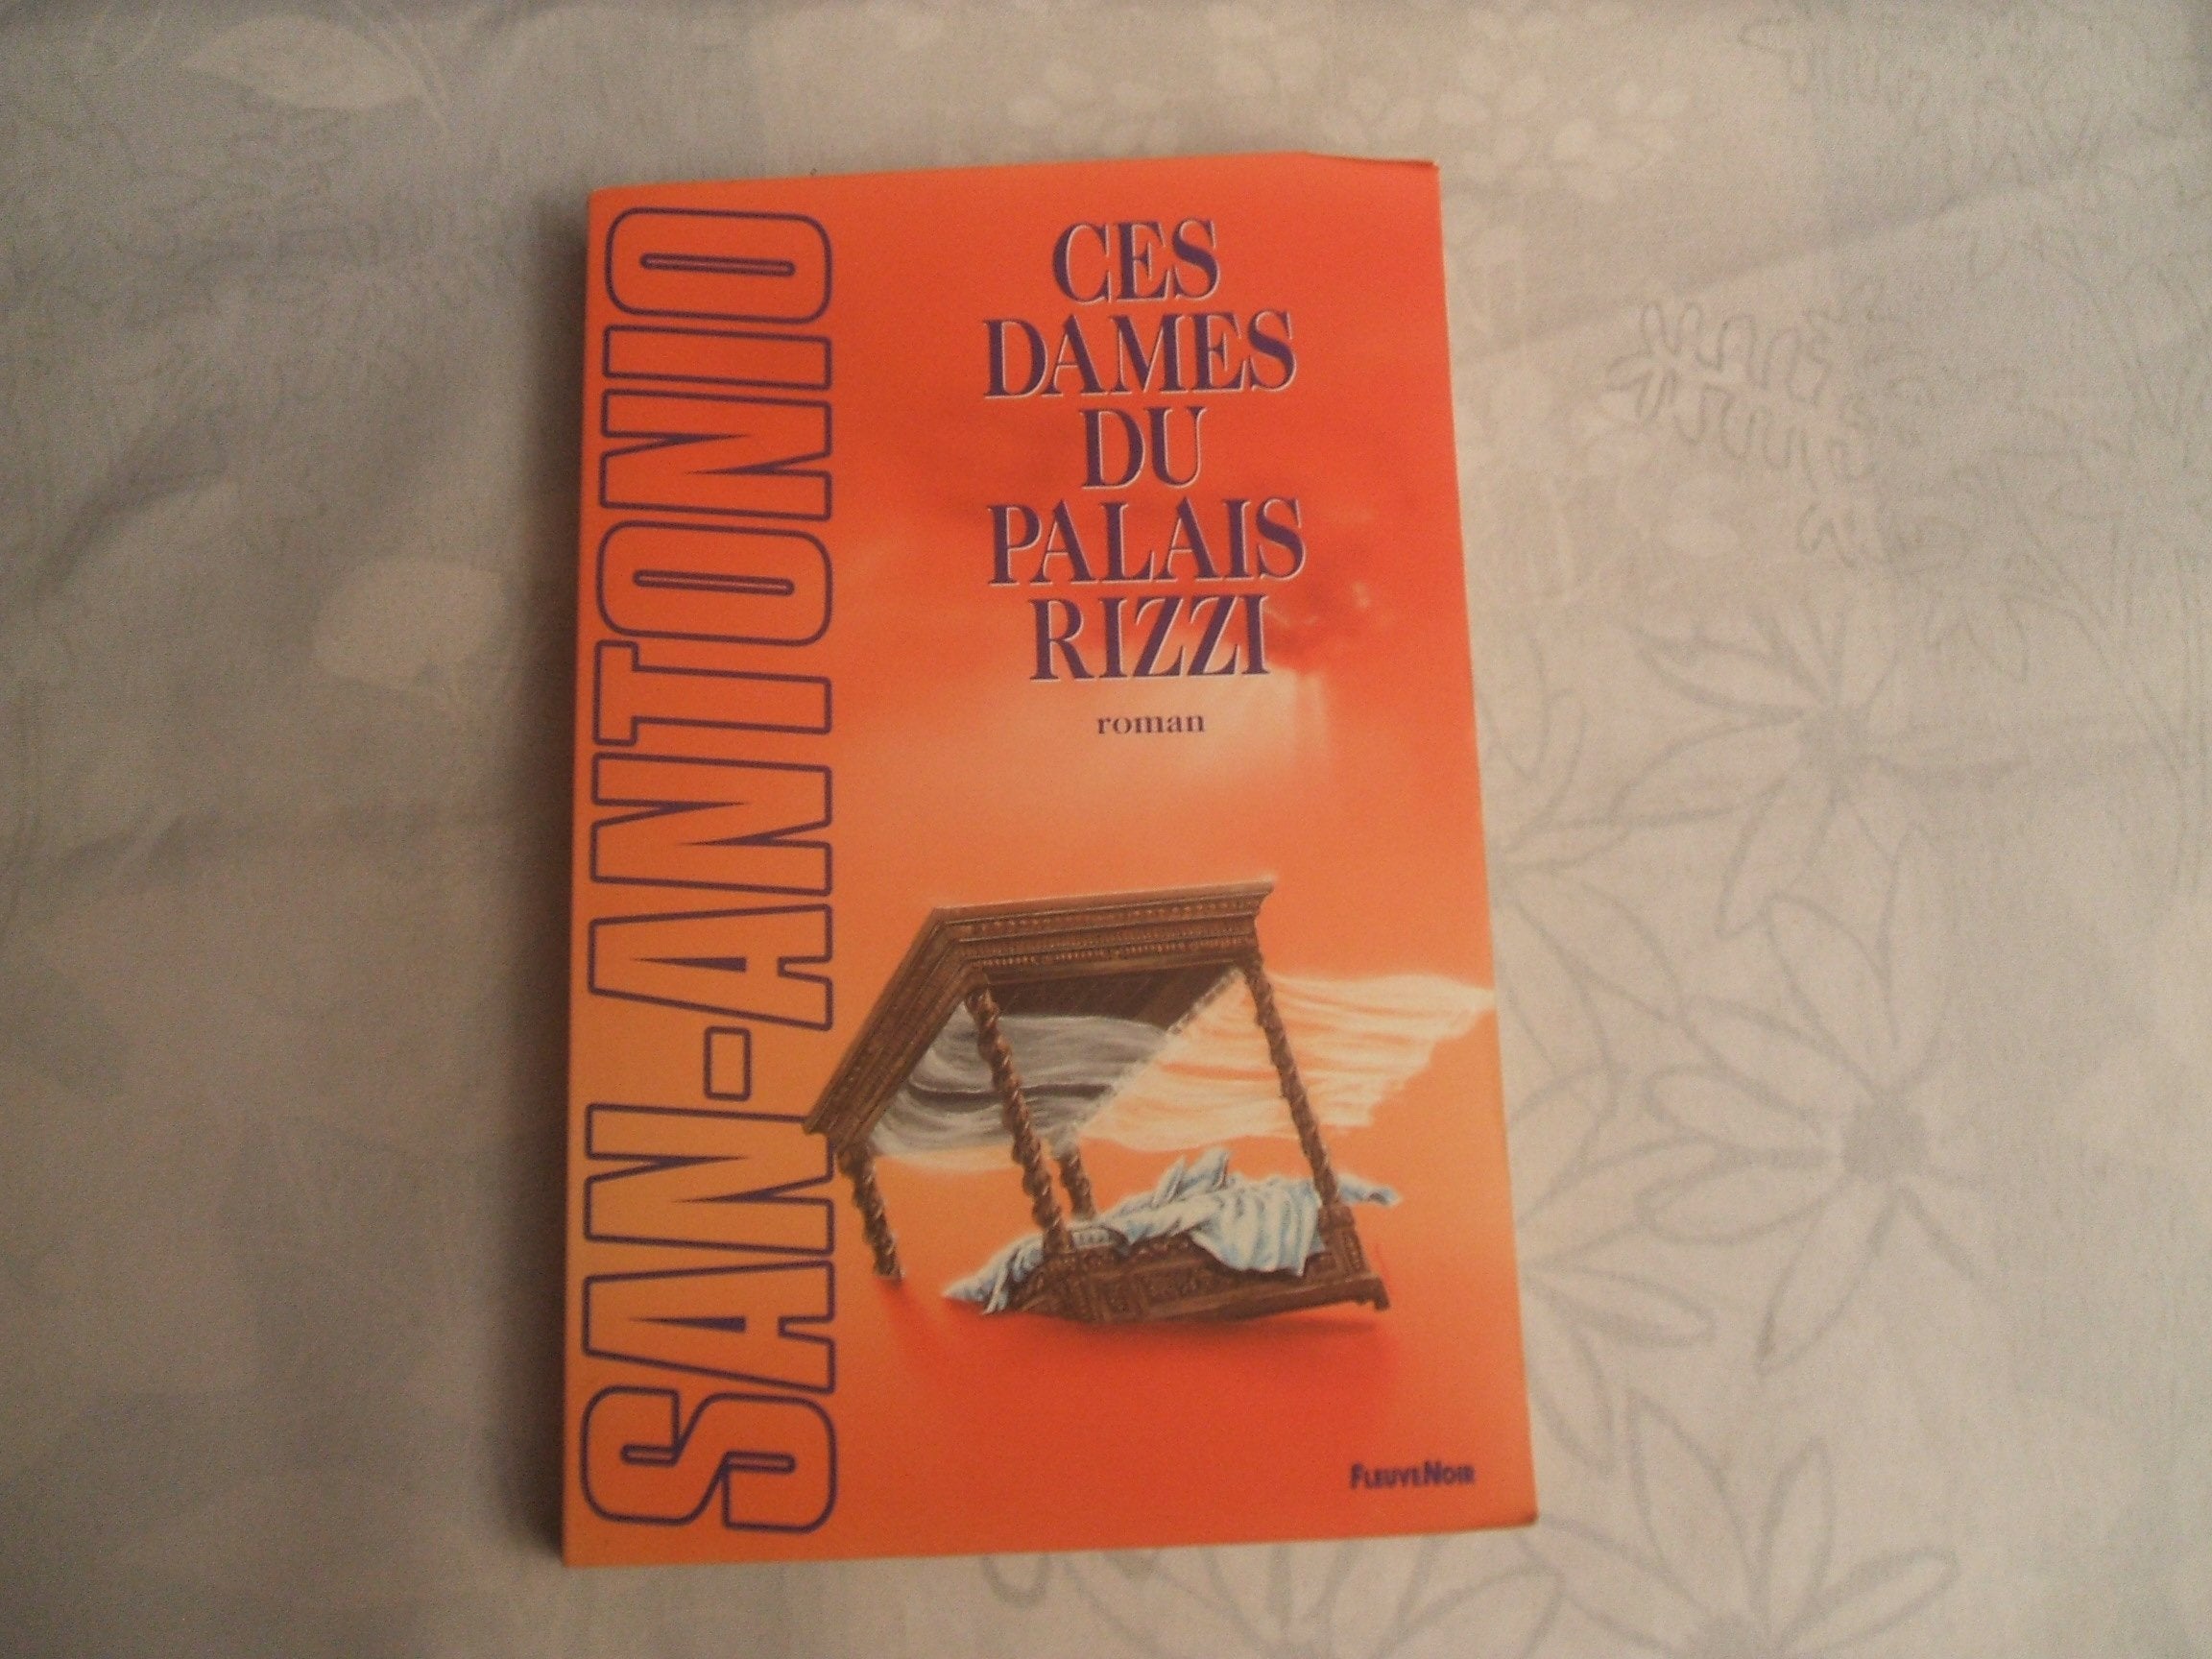 SAN-ANTONIO
CES
DAMES
DU
PALAIS
RIZZI
roman
FLEUVE NOIR